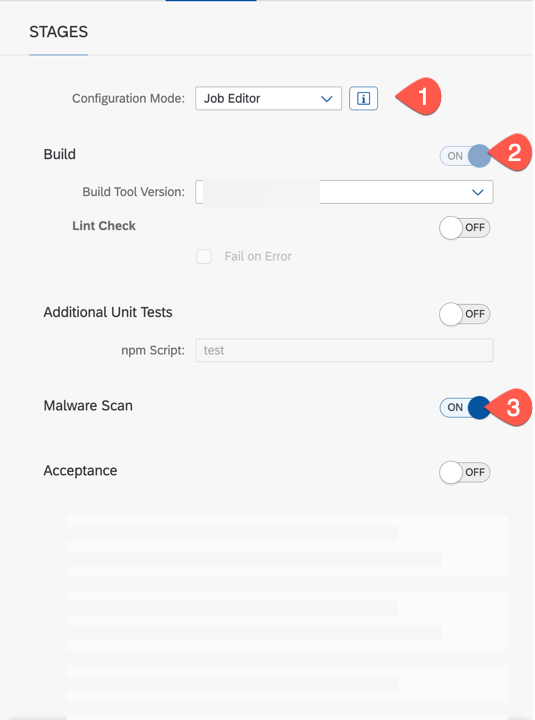 STAGES
Configuration Mode: Job Editor i 1
Build ON 2
Build Tool Version:
Lint Check OFF
Fail on Error
Additional Unit Tests OFF
npm Script: test
Malware Scan ON 3
Acceptance OFF